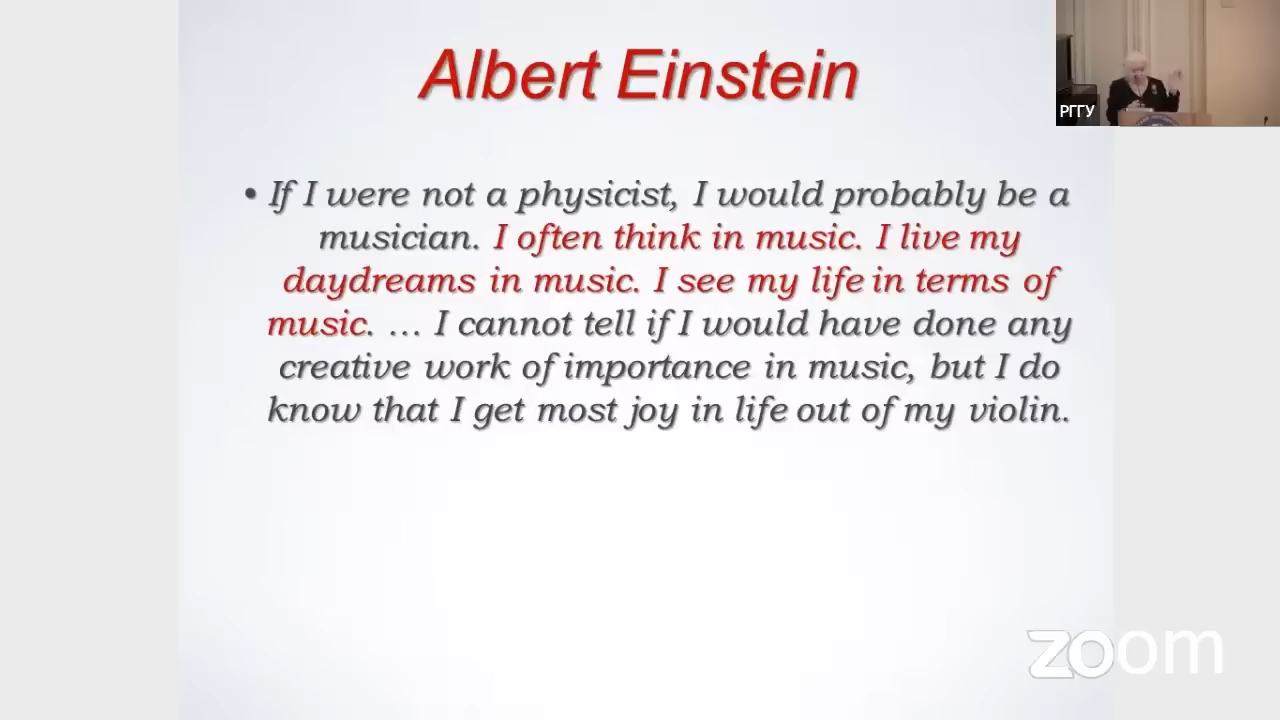 Albert Einstein
РГГУ
• If I were not a physicist, I would probably be a
musician. I often think in music. I live my
daydreams in music. I see my life in terms of
music. … I cannot tell if I would have done any
creative work of importance in music, but I do
know that I get most joy in life out of my violin.
zoom